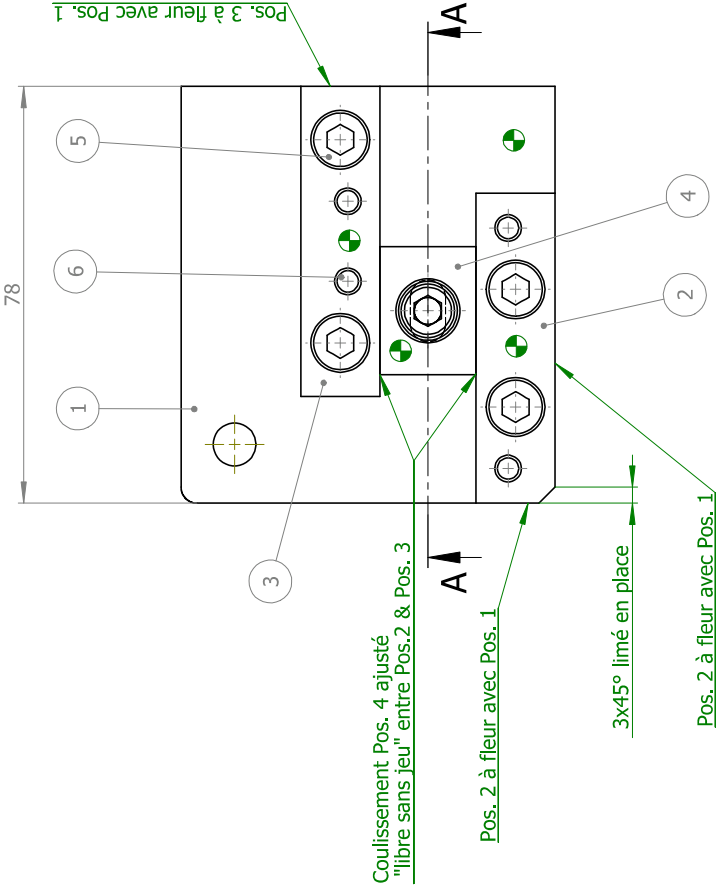 Pos. 3 à fleur avec Pos. 1
A
78
5
6
4
2
1
3
A
Coulissement Pos. 4 ajusté
"libre sans jeu" entre Pos.2 & Pos. 3
Pos. 2 à fleur avec Pos. 1
3x45° limé en place
Pos. 2 à fleur avec Pos. 1